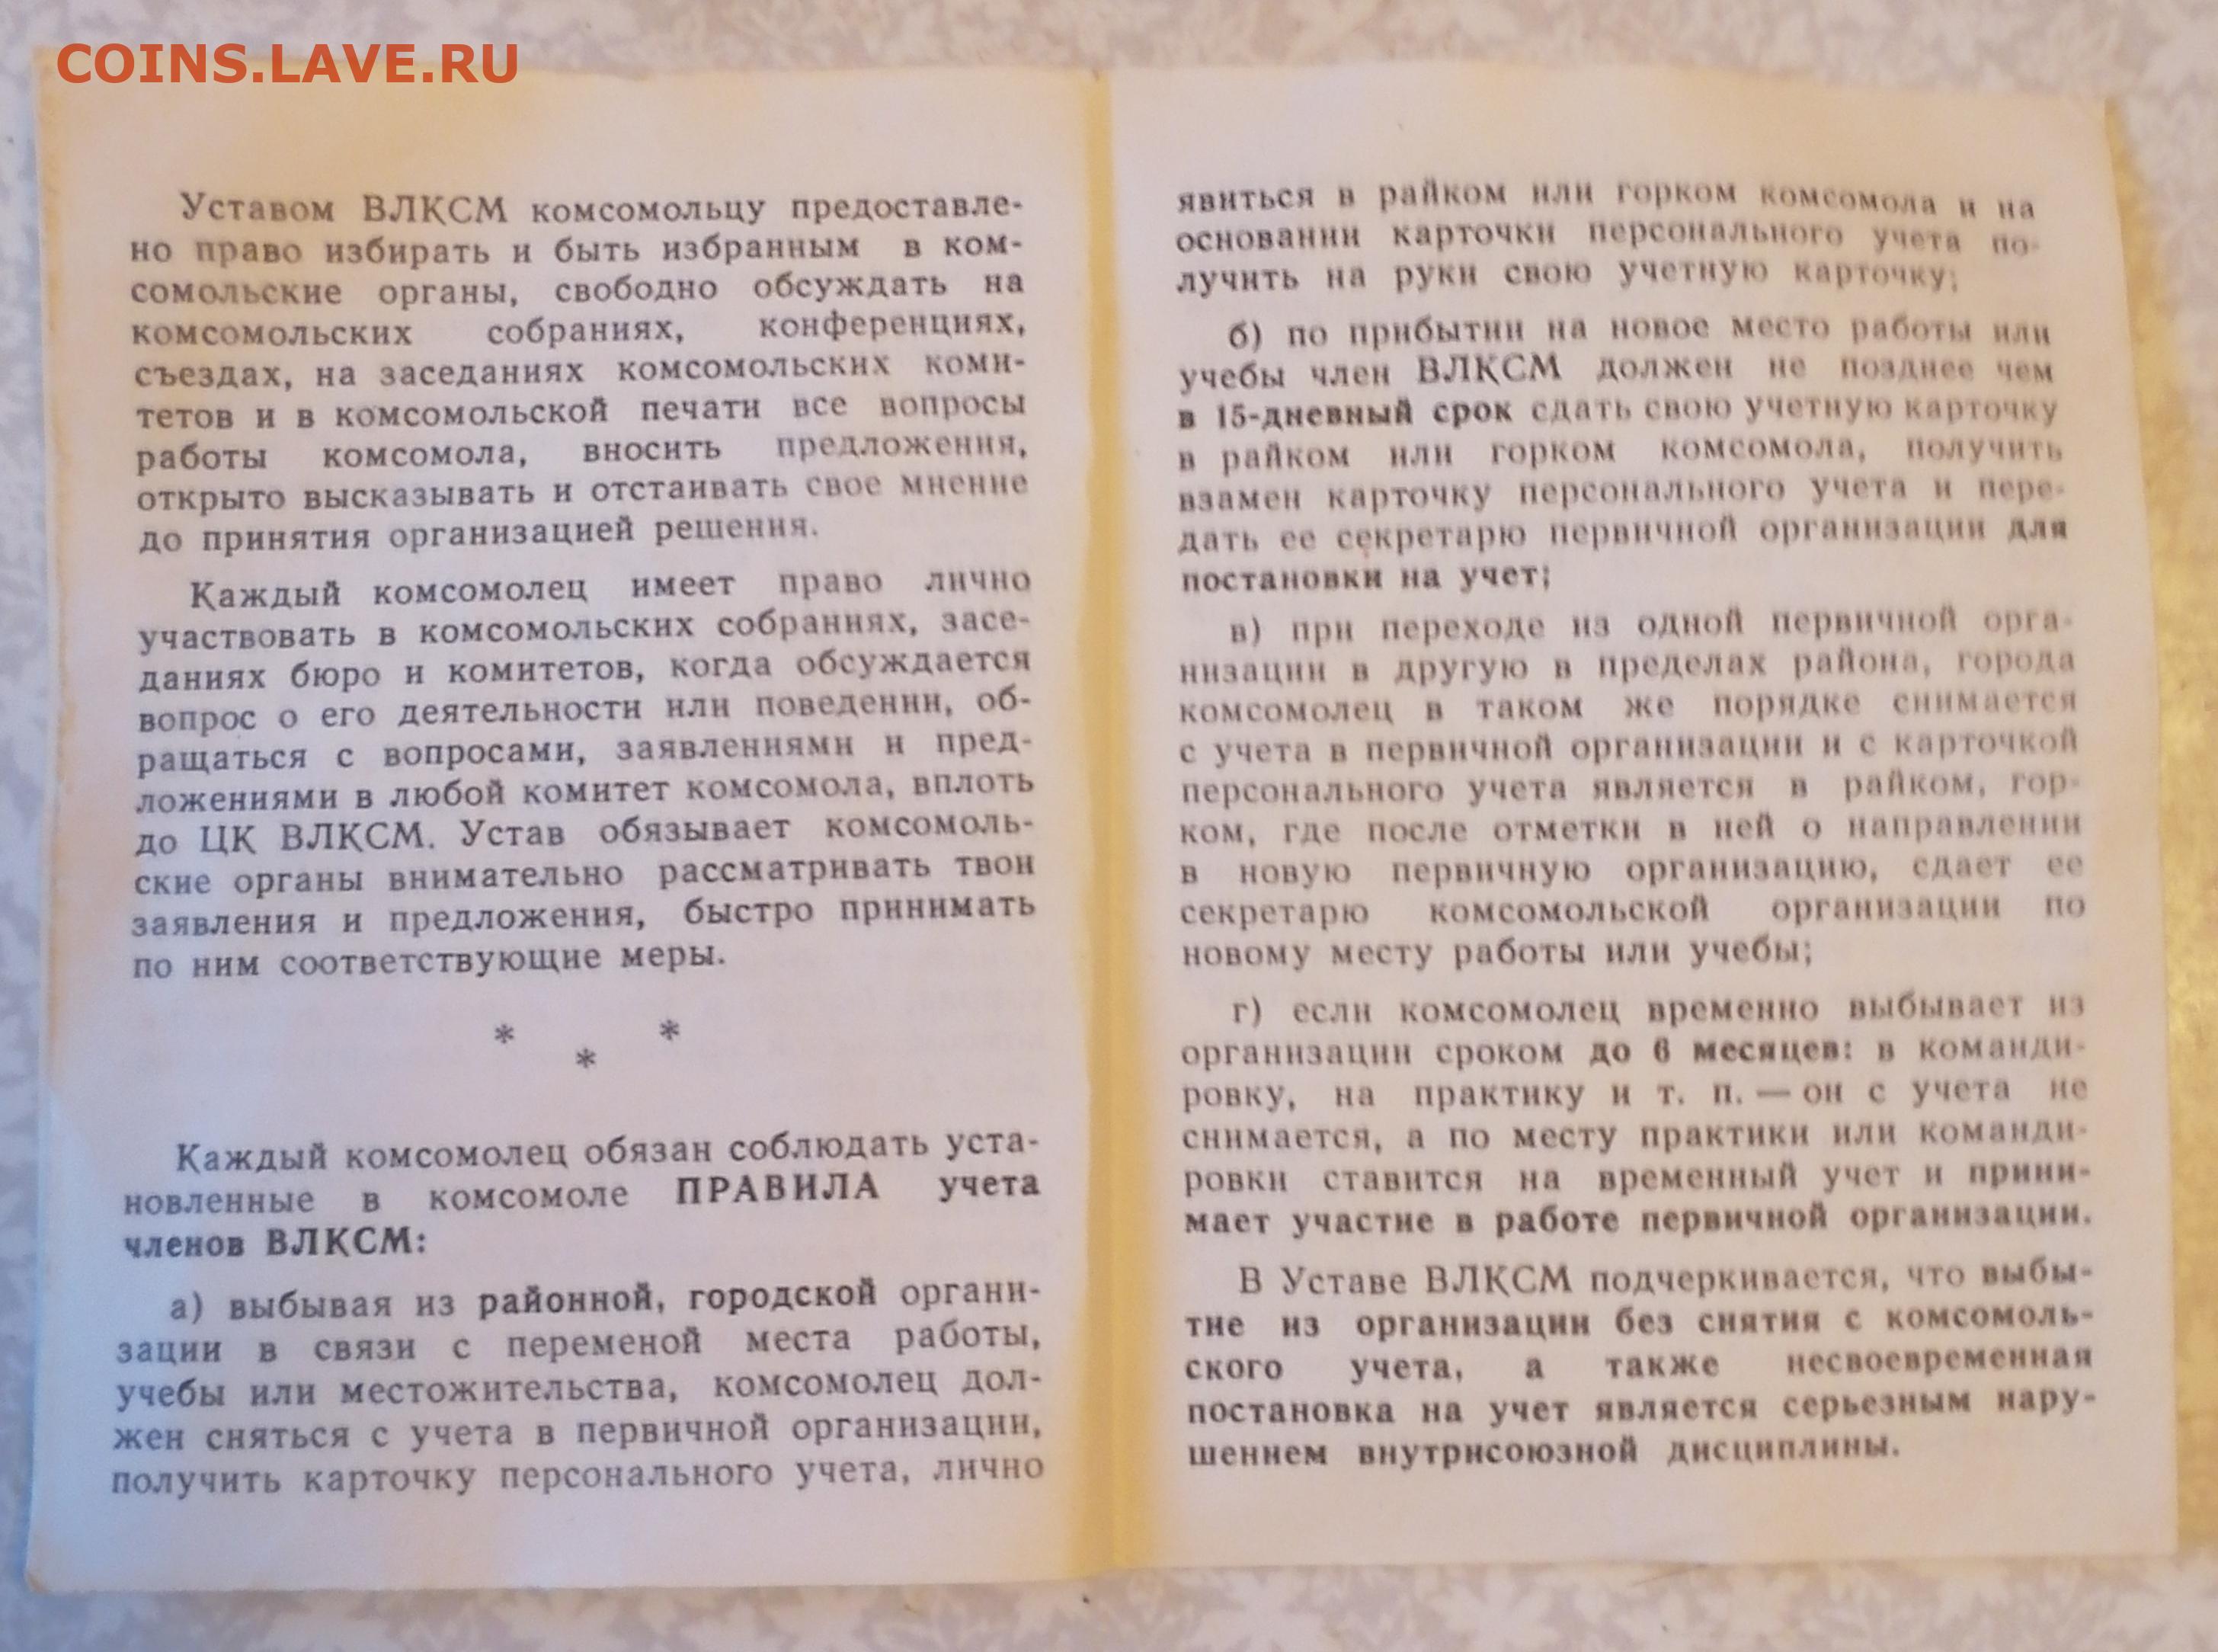 COINS.LAVE.RU
Уставом ВЛКСМ комсомольцу предоставле-
но право избирать и быть избранным в ком-
сомольские органы, свободно обсуждать на
комсомольских собраниях, конференциях,
съездах, на заседаниях комсомольских коми-
тетов и в комсомольской печати все вопросы
работы комсомола, вносить предложения,
открыто высказывать и отстаивать свое мнение
до принятия организацией решения.
Каждый комсомолец имеет право лично
участвовать в комсомольских собраниях, засе-
даниях бюро и комитетов, когда обсуждается
вопрос о его деятельности или поведении, об-
ращаться с вопросами, заявлениями и пред-
ложениями в любой комитет комсомола, вплоть
до ЦК ВЛКСМ. Устав обязывает комсомоль-
ские органы внимательно рассматривать твои
заявления и предложения, быстро принимать
по ним соответствующие меры.
* * *
Каждый комсомолец обязан соблюдать уста-
новленные в комсомоле ПРАВИЛА учета
членов ВЛКСМ:
а) выбывая из районной, городской органи-
зации в связи с переменой места работы,
учебы или местожительства, комсомолец дол-
жен сняться с учета в первичной организации,
получить карточку персонального учета, лично
явиться в райком или горком комсомола и на
основании карточки персонального учета по-
лучить на руки свою учетную карточку;
б) по прибытии на новое место работы или
учебы член ВЛКСМ должен не позднее чем
в 15-дневный срок сдать свою учетную карточку
в райком или горком комсомола, получить
взамен карточку персонального учета и пере-
дать ее секретарю первичной организации для
постановки на учет;
в) при переходе из одной первичной орга-
низации в другую в пределах района, города
комсомолец в таком же порядке снимается
с учета в первичной организации и с карточкой
персонального учета является в райком, гор-
ком, где после отметки в ней о направлении
в новую первичную организацию, сдает ее
секретарю комсомольской организации по
новому месту работы или учебы;
г) если комсомолец временно выбывает из
организации сроком до 6 месяцев: в команди-
ровку, на практику и т. п. — он с учета не
снимается, а по месту практики или команди-
ровки ставится на временный учет и прини-
мает участие в работе первичной организации.
В Уставе ВЛКСМ подчеркивается, что выбы-
тие из организации без снятия с комсомоль-
ского учета, а также несвоевременная
постановка на учет является серьезным нару-
шением внутрисоюзной дисциплины.